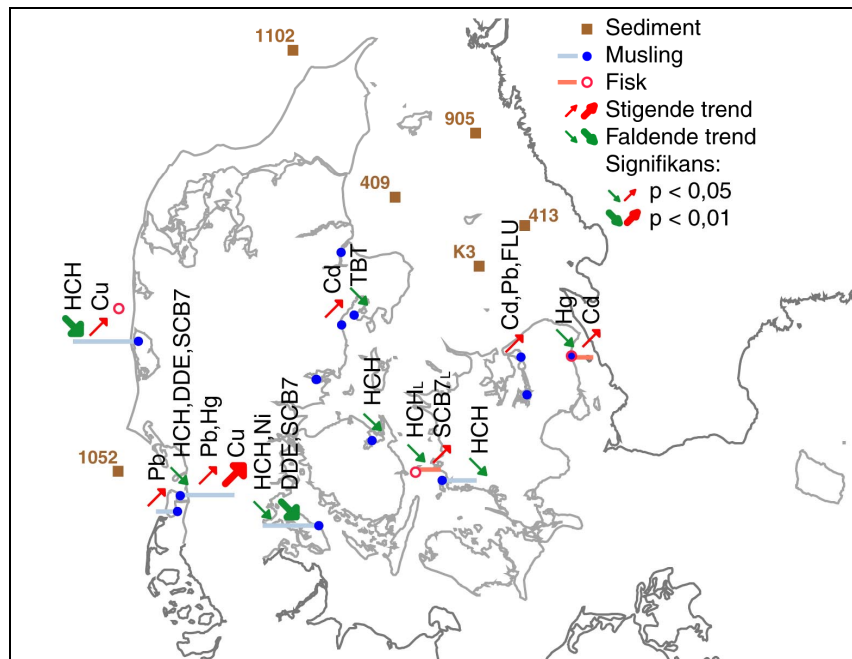 1102
Sediment
Musling
Fisk
Stigende trend
Faldende trend
Signifikans:
p < 0,05
p < 0,01
905
409
413
K3
HCH
Cu
Cd
TBT
Cd,Pb,FLU
Hg
Cd
HCH,DDE,SCB7
Pb,Hg
Cu
HCH
HCHL
SCB7L
HCH
1052
Pb
HCH,Ni
DDE,SCB7